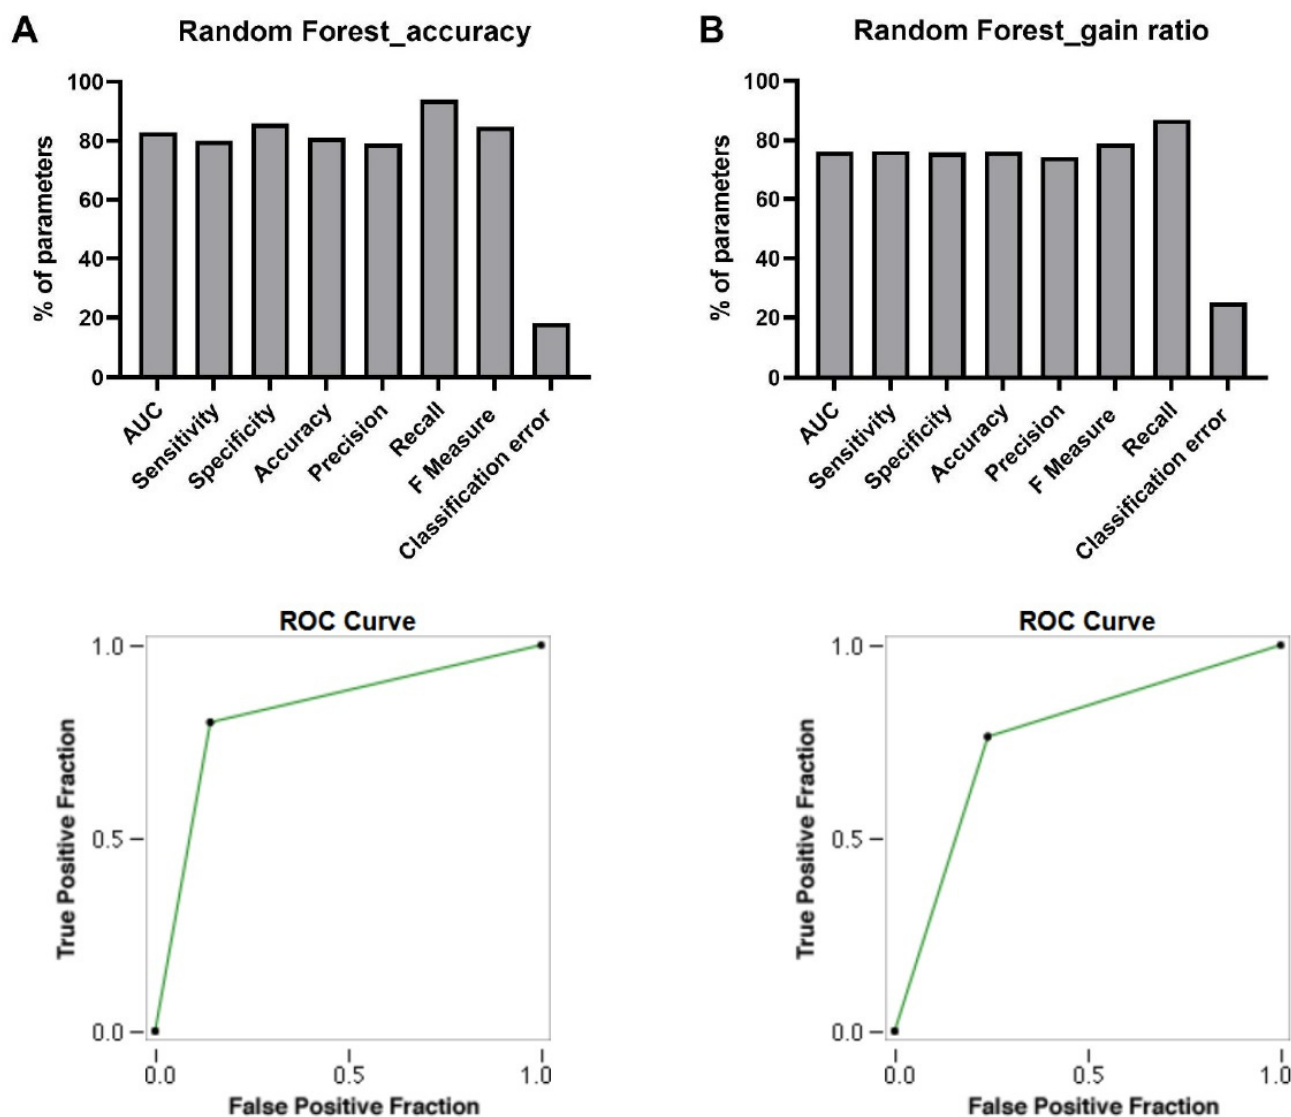 A
Random Forest_accuracy
% of parameters
100
80
60
40
20
0
AUC
Sensitivity
Specificity
Accuracy
Precision
Recall
F Measure
Classification error
B
Random Forest_gain ratio
% of parameters
100
80
60
40
20
0
AUC
Sensitivity
Specificity
Accuracy
Precision
F Measure
Recall
Classification error
ROC Curve
True Positive Fraction
1.0
0.5
0.0
0.0 0.5 1.0
False Positive Fraction
ROC Curve
True Positive Fraction
1.0
0.5
0.0
0.0 0.5 1.0
False Positive Fraction